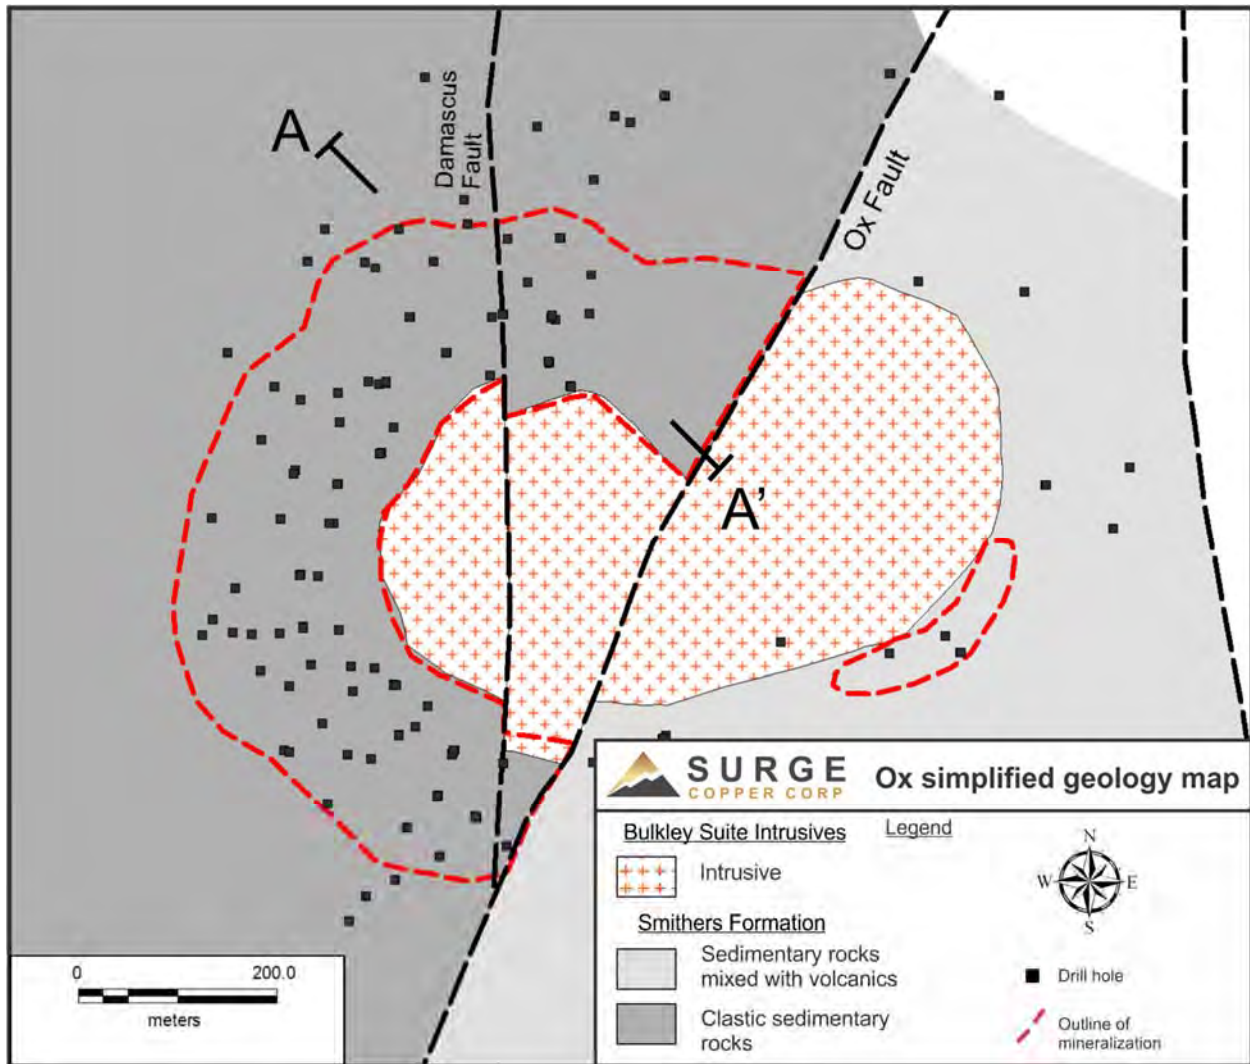 A
Damascus
Fault
Ox Fault
A'
SURGE
COPPER CORP
Ox simplified geology map
Bulkley Suite Intrusives
Legend
Intrusive
Smithers Formation
Sedimentary rocks
mixed with volcanics
Clastic sedimentary
rocks
N
W
E
S
Drill hole
Outline of
mineralization
0
200.0
meters